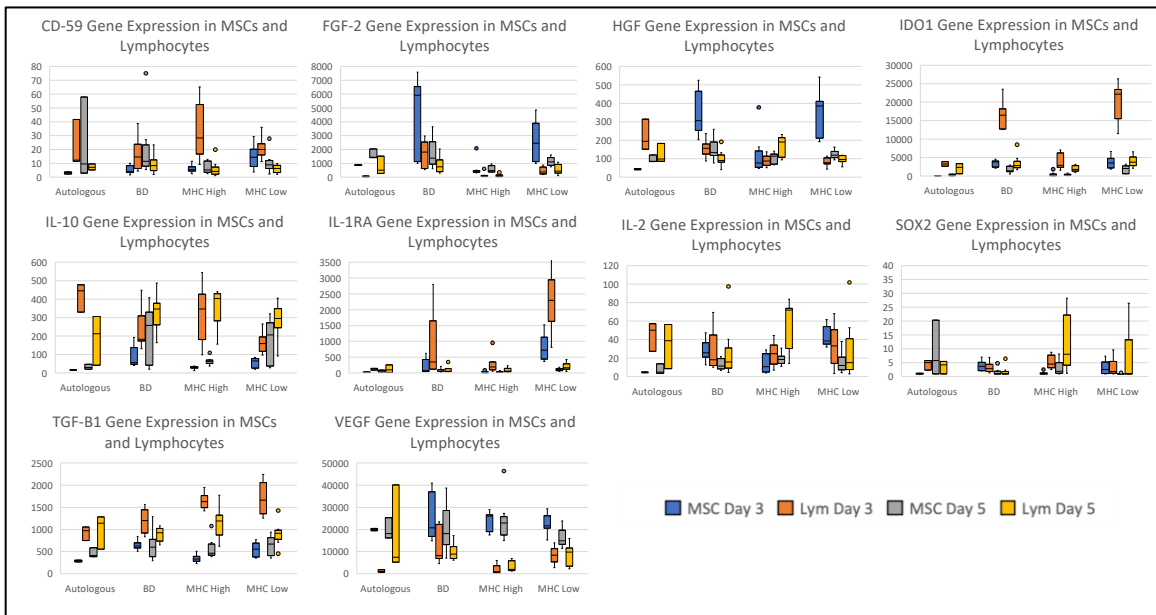 CD-59 Gene Expression in MSCs and
Lymphocytes
80
70
60
50
40
30
20
10
0
Autologous BD MHC High MHC Low
FGF-2 Gene Expression in MSCs and
Lymphocytes
8000
7000
6000
5000
4000
3000
2000
1000
0
Autologous BD MHC High MHC Low
HGF Gene Expression in MSCs and
Lymphocytes
600
500
400
300
200
100
0
Autologous BD MHC High MHC Low
IDO1 Gene Expression in MSCs and
Lymphocytes
30000
25000
20000
15000
10000
5000
0
Autologous BD MHC High MHC Low
IL-10 Gene Expression in MSCs and
Lymphocytes
600
500
400
300
200
100
0
Autologous BD MHC High MHC Low
IL-1RA Gene Expression in MSCs and
Lymphocytes
3500
3000
2500
2000
1500
1000
500
0
Autologous BD MHC High MHC Low
IL-2 Gene Expression in MSCs and
Lymphocytes
120
100
80
60
40
20
0
Autologous BD MHC High MHC Low
SOX2 Gene Expression in MSCs and
Lymphocytes
40
35
30
25
20
15
10
5
0
Autologous BD MHC High MHC Low
TGF-B1 Gene Expression in MSCs
and Lymphocytes
2500
2000
1500
1000
500
0
Autologous BD MHC High MHC Low
VEGF Gene Expression in MSCs and
Lymphocytes
50000
40000
30000
20000
10000
0
Autologous BD MHC High MHC Low
MSC Day 3 Lym Day 3 MSC Day 5 Lym Day 5